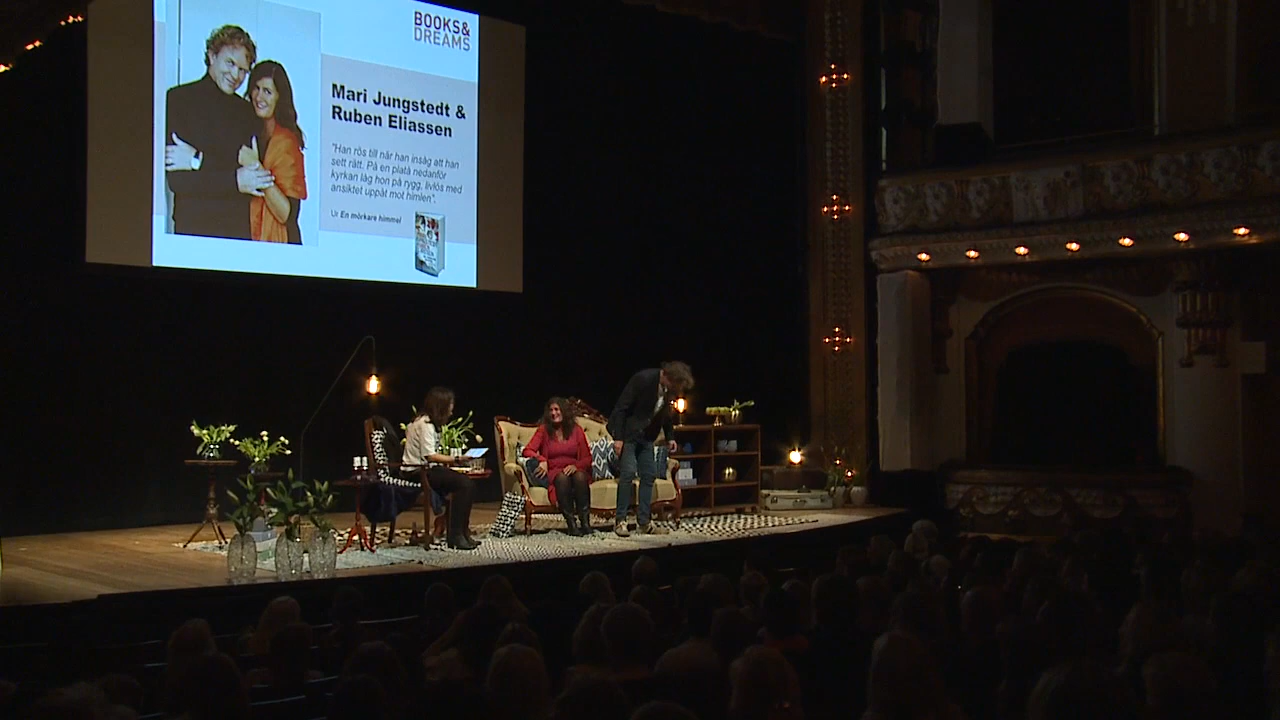 BOOKS&
DREAMS
Mari Jungstedt &
Ruben Eliassen
"Han rös till när han insåg att han
sett rätt. På en platå nedanför
kyrkan låg hon på rygg, livlös med
ansiktet uppåt mot himlen".
Ur En mörkare himmel